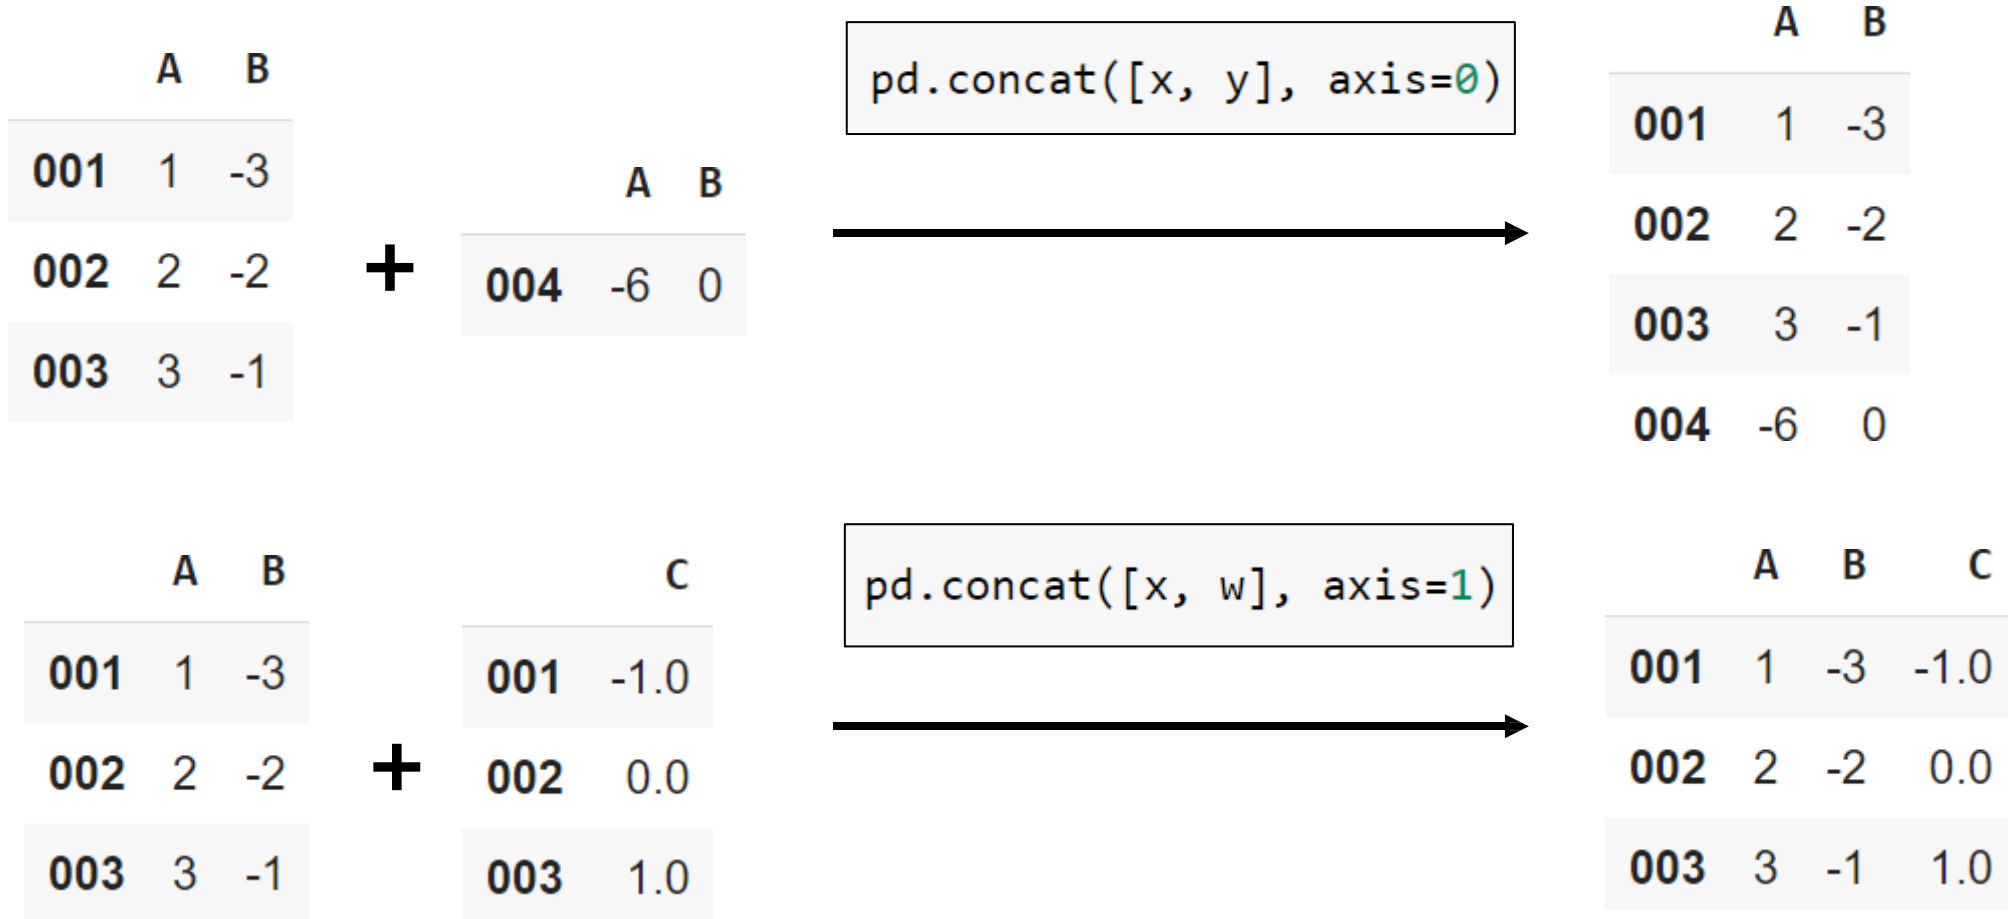 A B
001 1 -3
002 2 -2
003 3 -1
+
A B
004 -6 0
pd.concat([x, y], axis=0)
A B
001 1 -3
002 2 -2
003 3 -1
004 -6 0
A B
001 1 -3
002 2 -2
003 3 -1
+
C
001 -1.0
002 0.0
003 1.0
pd.concat([x, w], axis=1)
A B C
001 1 -3 -1.0
002 2 -2 0.0
003 3 -1 1.0